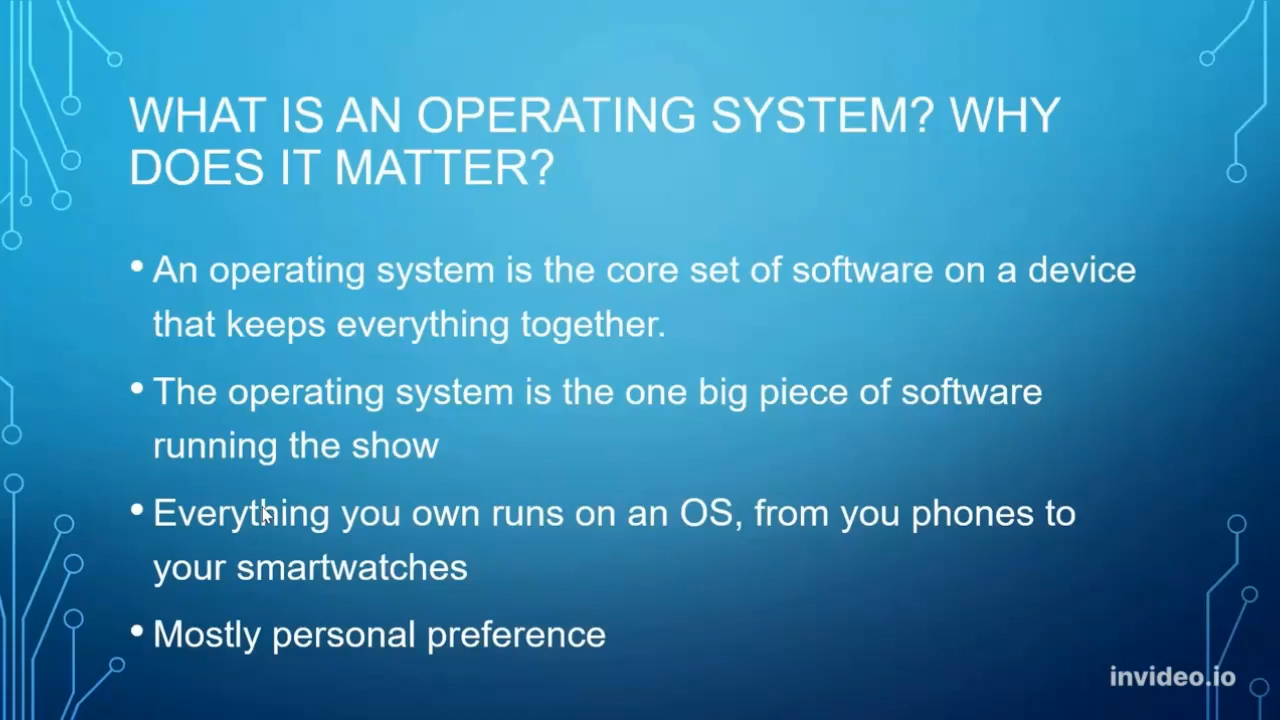 WHAT IS AN OPERATING SYSTEM? WHY
DOES IT MATTER?
• An operating system is the core set of software on a device
that keeps everything together.
• The operating system is the one big piece of software
running the show
• Everything you own runs on an OS, from you phones to
your smartwatches
• Mostly personal preference
invideo.io